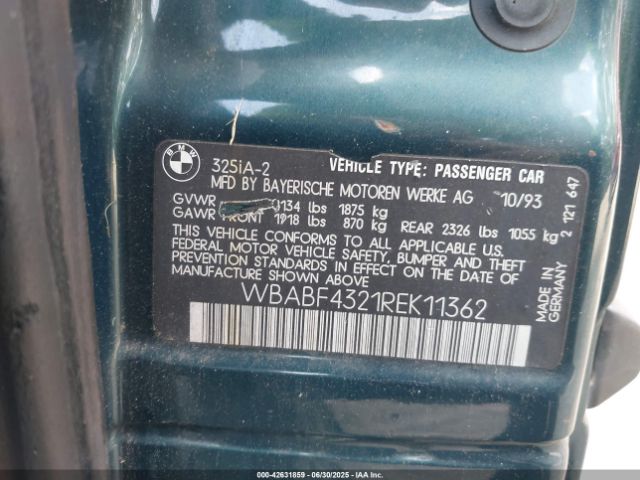 BMW
325iA-2 VEHICLE TYPE: PASSENGER CAR
MFD BY BAYERISCHE MOTOREN WERKE AG 10/93
GVWR 0134 lbs 1875 kg
GAWR FRONT 1918 lbs 870 kg REAR 2326 lbs 1055 kg
THIS VEHICLE CONFORMS TO ALL APPLICABLE U.S.
FEDERAL MOTOR VEHICLE SAFETY, BUMPER AND THEFT
PREVENTION STANDARDS IN EFFECT ON THE DATE OF
MANUFACTURE SHOWN ABOVE.
WBABF4321REK11362
2 121 647
MADE IN
GERMANY
00-42631859 | 06/30/2025 | IAA Inc.